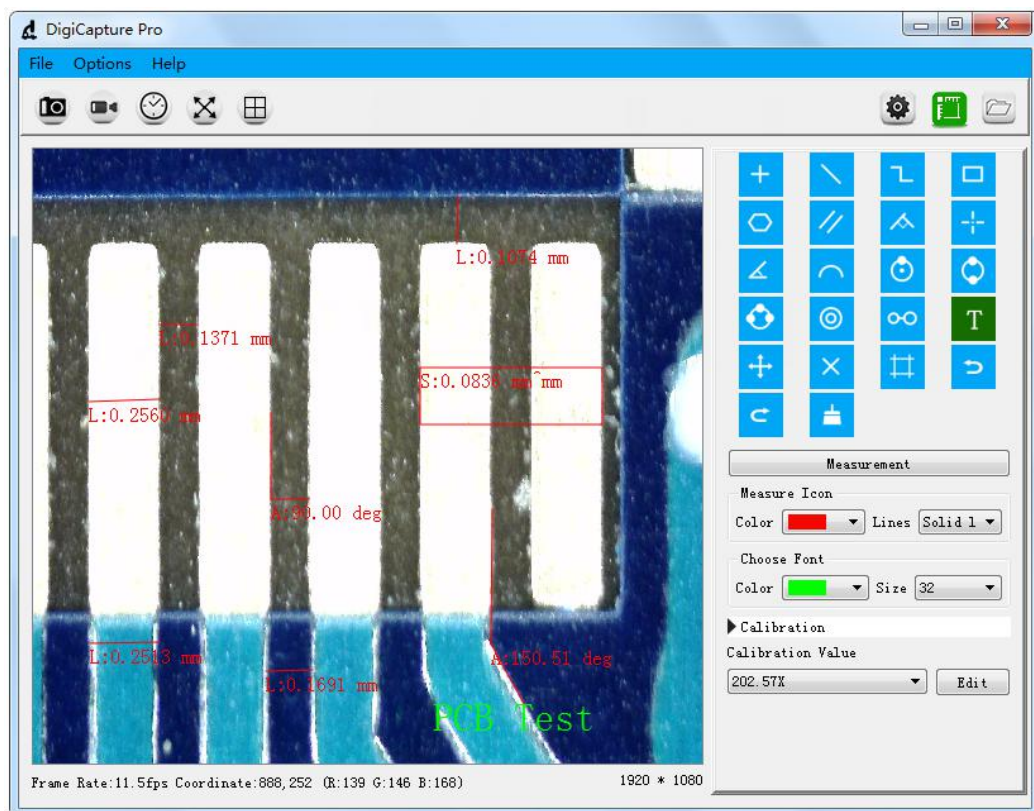 DigiCapture Pro
File Options Help
L:0.1074 mm
L:0.1371 mm
S:0.0836 mm^mm
L:0.2560 mm
A:90.00 deg
L:0.2513 mm
A:150.51 deg
L:0.1691 mm
PCB Test
T
Measurement
Measure Icon
Color Lines Solid l
Choose Font
Color Size 32
Calibration
Calibration Value
202.57X Edit
Frame Rate:11.5fps Coordinate:888,252 (R:139 G:146 B:168) 1920 * 1080